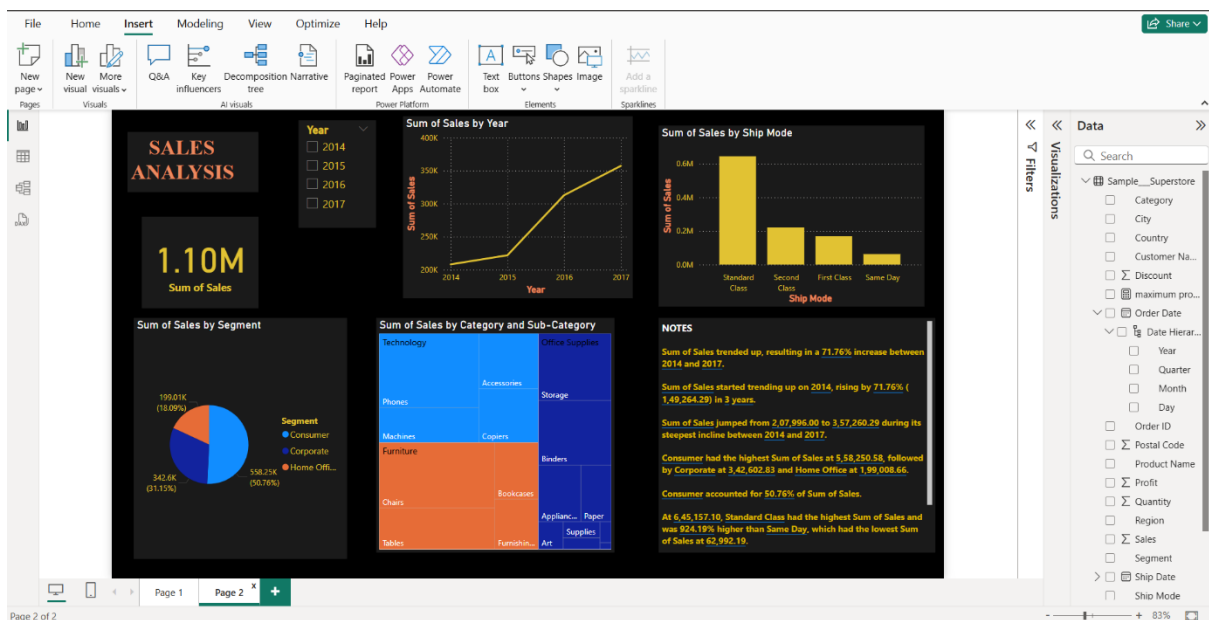 File Home Insert Modeling View Optimize Help Share
New page
New visual
More visuals
Q&A
Key influencers
Decomposition tree
Narrative
Paginated report
Power Apps
Power Automate
Text box
Buttons
Shapes
Image
Add a sparkline
Pages Visuals AI visuals Power Platform Elements Sparklines
SALES
ANALYSIS
Year
2014
2015
2016
2017
1.10M
Sum of Sales
Sum of Sales by Year
Sum of Sales
400K
350K
300K
250K
200K
2014 2015 2016 2017
Year
Sum of Sales by Ship Mode
Sum of Sales
0.6M
0.4M
0.2M
0.0M
Standard Class
Second Class
First Class
Same Day
Ship Mode
Sum of Sales by Segment
199.01K
(18.09%)
342.6K
(31.15%)
558.25K
(50.76%)
Segment
Consumer
Corporate
Home Offi...
Sum of Sales by Category and Sub-Category
Technology
Phones
Machines
Accessories
Copiers
Furniture
Chairs
Tables
Bookcases
Furnishin...
Office Supplies
Storage
Binders
Applianc...
Paper
Supplies
Art
NOTES
Sum of Sales trended up, resulting in a 71.76% increase between
2014 and 2017.
Sum of Sales started trending up on 2014, rising by 71.76% (
1,49,264.29) in 3 years.
Sum of Sales jumped from 2,07,996.00 to 3,57,260.29 during its
steepest incline between 2014 and 2017.
Consumer had the highest Sum of Sales at 5,58,250.58, followed
by Corporate at 3,42,602.83 and Home Office at 1,99,008.66.
Consumer accounted for 50.76% of Sum of Sales.
At 6,45,157.10, Standard Class had the highest Sum of Sales and
was 924.19% higher than Same Day, which had the lowest Sum
of Sales at 62,992.19.
Filters
Visualizations
Data
Search
Sample__Superstore
Category
City
Country
Customer Na...
Discount
maximum pro...
Order Date
Date Hierar...
Year
Quarter
Month
Day
Order ID
Postal Code
Product Name
Profit
Quantity
Region
Sales
Segment
Ship Date
Ship Mode
Page 1
Page 2
Page 2 of 2
83%